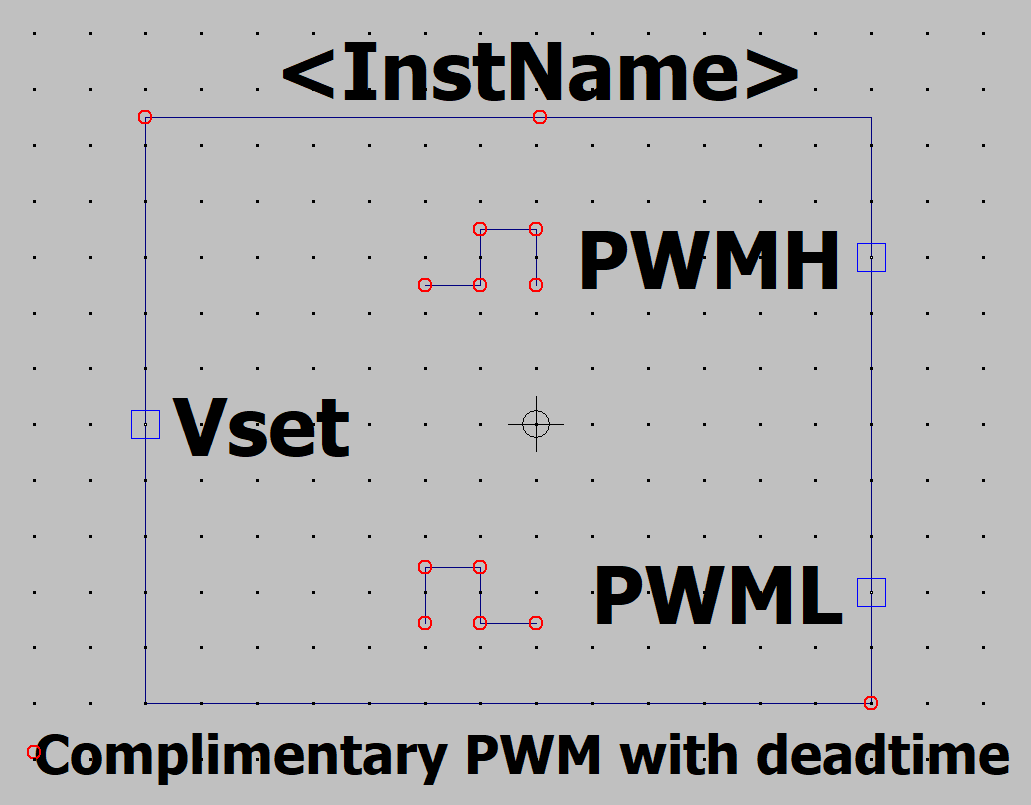 <InstName>
PWMH
Vset
PWML
Complimentary PWM with deadtime